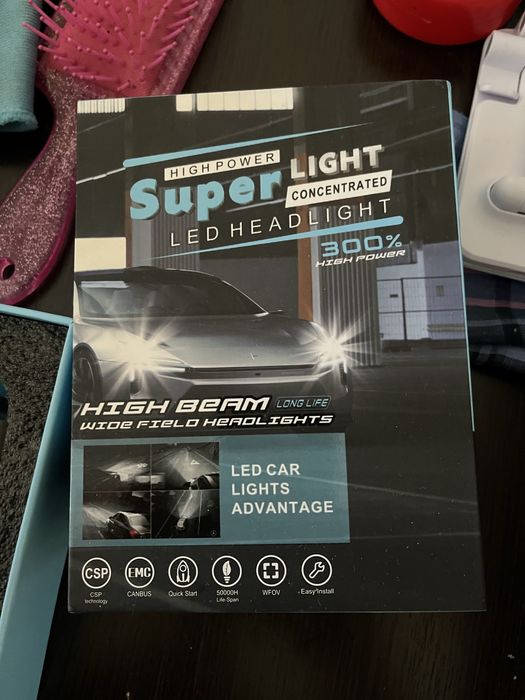 HIGH POWER
Super LIGHT
CONCENTRATED
LED HEADLIGHT
300%
HIGH POWER
HIGH BEAM LONG LIFE
WIDE FIELD HEADLIGHTS
LED CAR
LIGHTS
ADVANTAGE
CSP
EMC
CSP
technology
CANBUS
Quick Start
50000H
Life-Span
WFOV
Easy Install